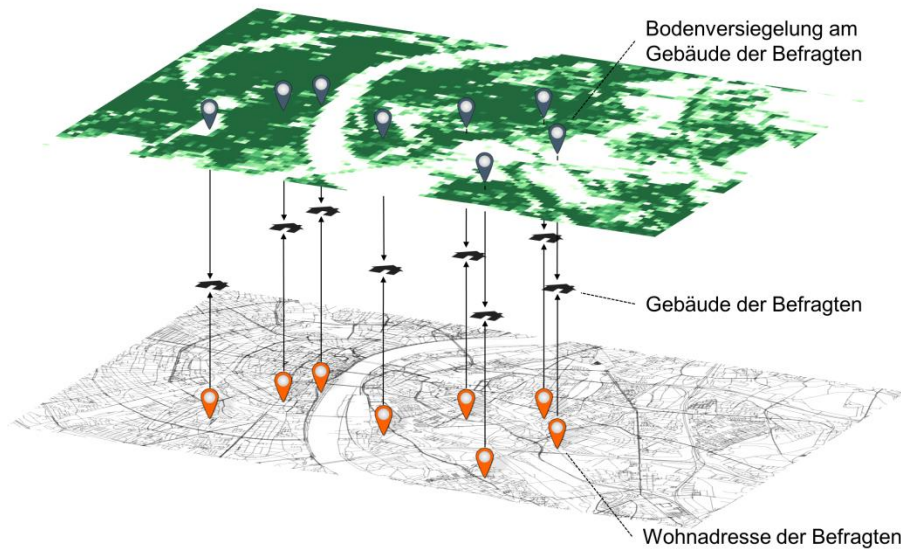 Bodenversiegelung am
Gebäude der Befragten
Gebäude der Befragten
Wohnadresse der Befragten